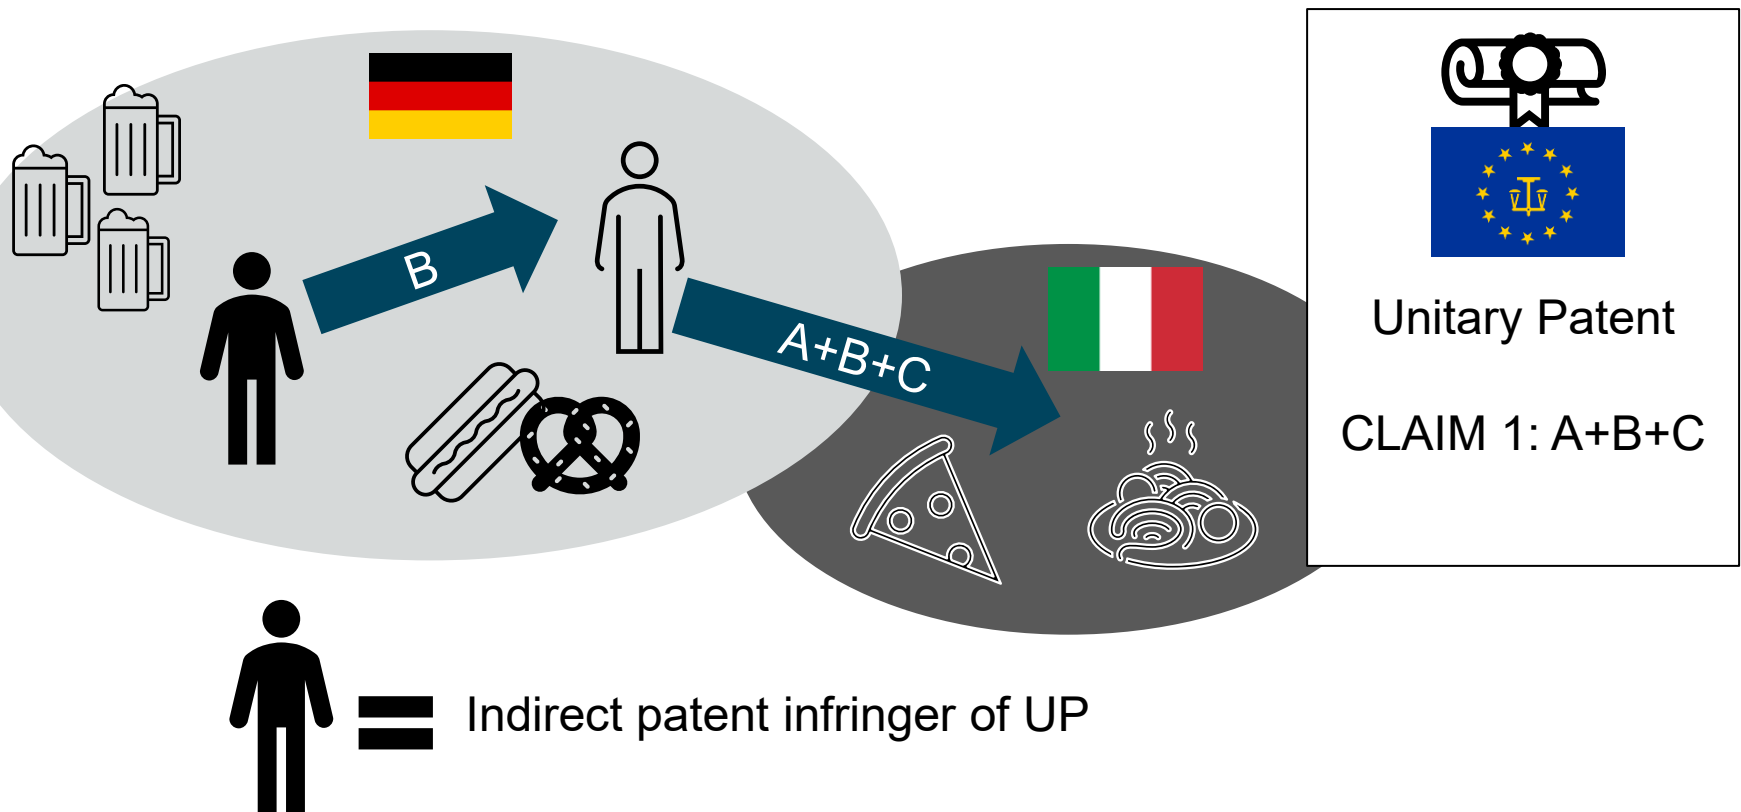 B
A+B+C
Unitary Patent
CLAIM 1: A+B+C
Indirect patent infringer of UP